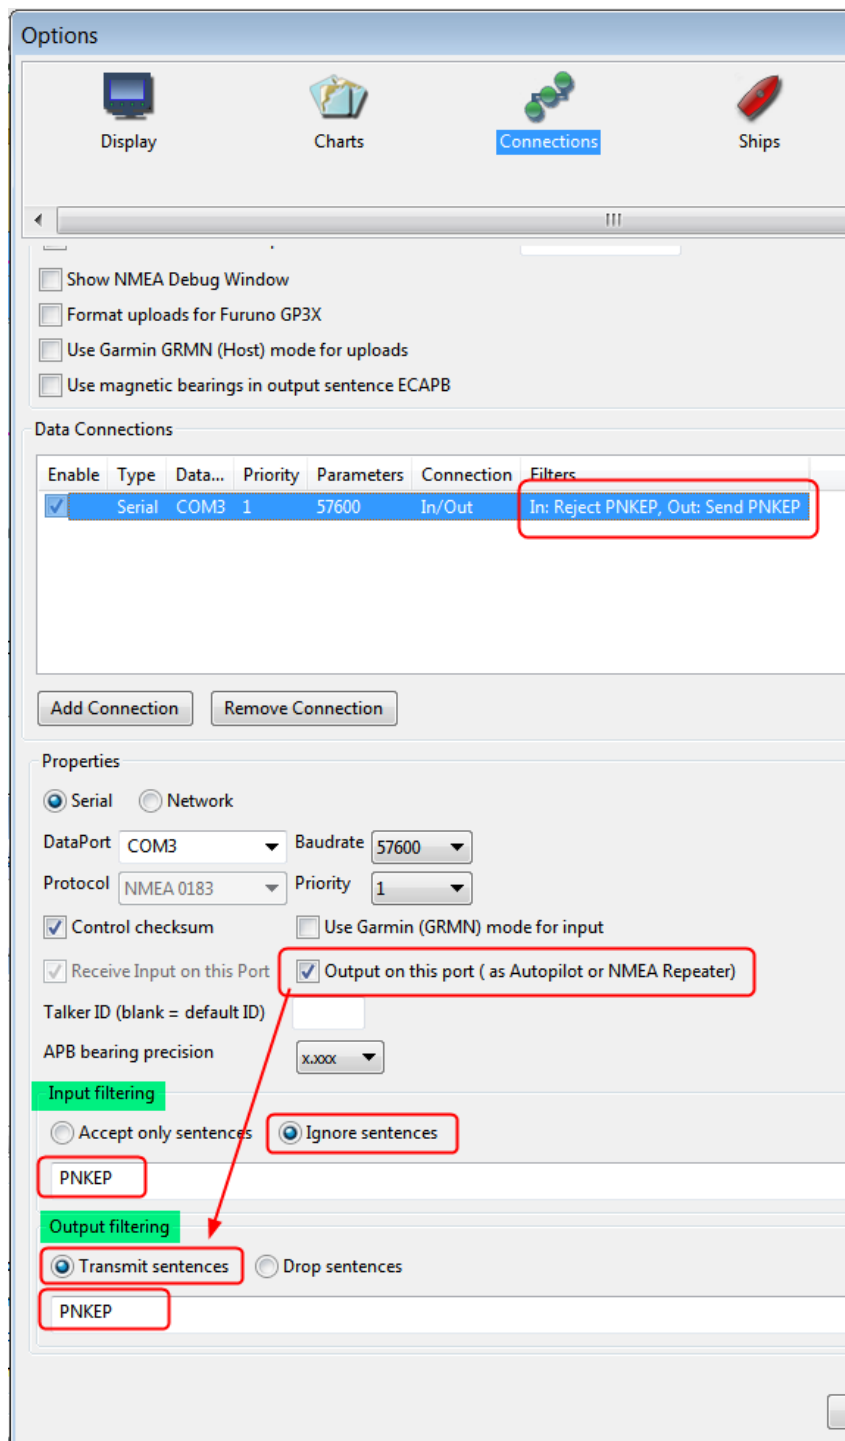 Options
Display Charts Connections Ships
Show NMEA Debug Window
Format uploads for Furuno GP3X
Use Garmin GRMN (Host) mode for uploads
Use magnetic bearings in output sentence ECAPB
Data Connections
Enable Type Data... Priority Parameters Connection Filters
Serial COM3 1 57600 In/Out In: Reject PNKEP, Out: Send PNKEP
Add Connection Remove Connection
Properties
Serial Network
DataPort COM3 Baudrate 57600
Protocol NMEA 0183 Priority 1
Control checksum Use Garmin (GRMN) mode for input
Receive Input on this Port Output on this port ( as Autopilot or NMEA Repeater)
Talker ID (blank = default ID)
APB bearing precision x.xxx
Input filtering
Accept only sentences Ignore sentences
PNKEP
Output filtering
Transmit sentences Drop sentences
PNKEP